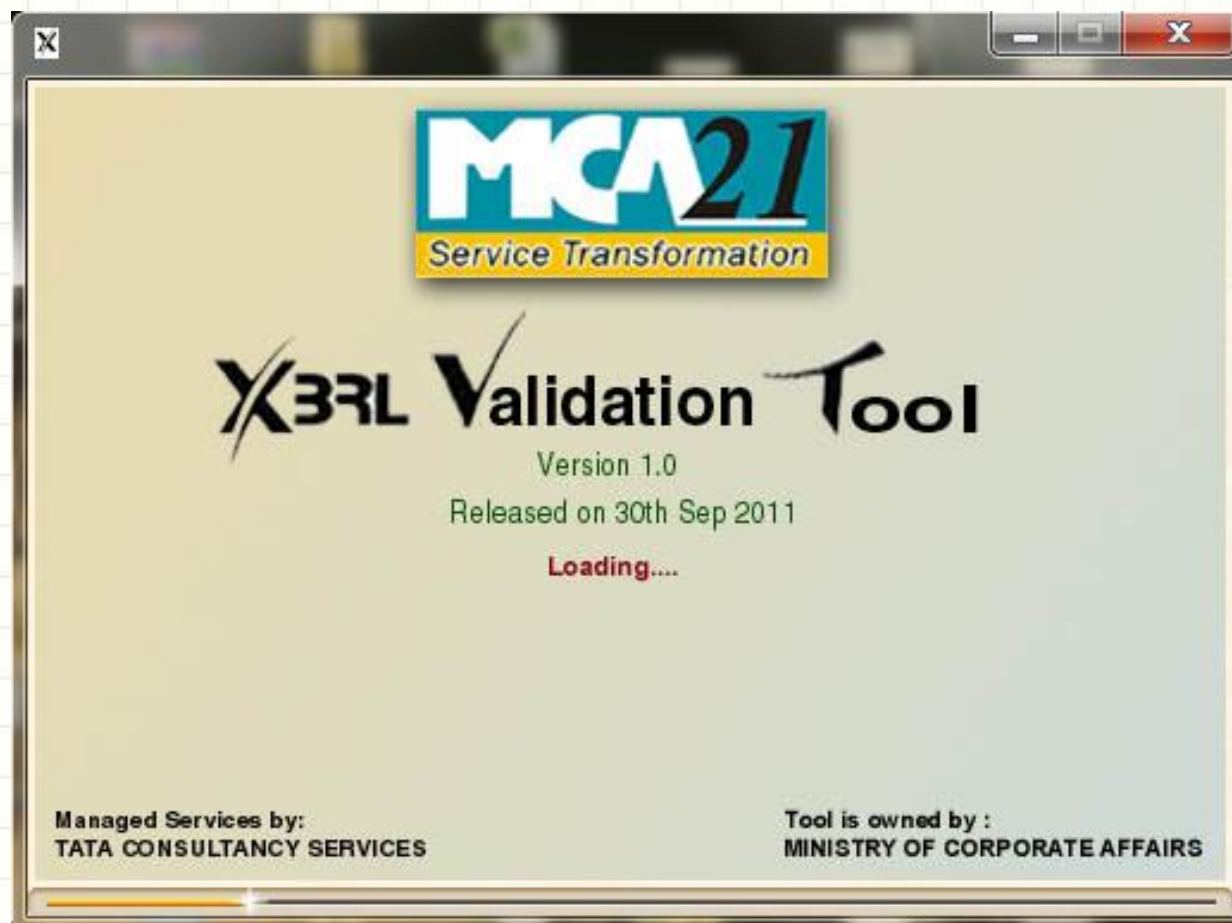 X
X
MCA21
Service Transformation
XBRL Validation Tool
Version 1.0
Released on 30th Sep 2011
Loading....
Managed Services by:
TATA CONSULTANCY SERVICES
Tool is owned by :
MINISTRY OF CORPORATE AFFAIRS